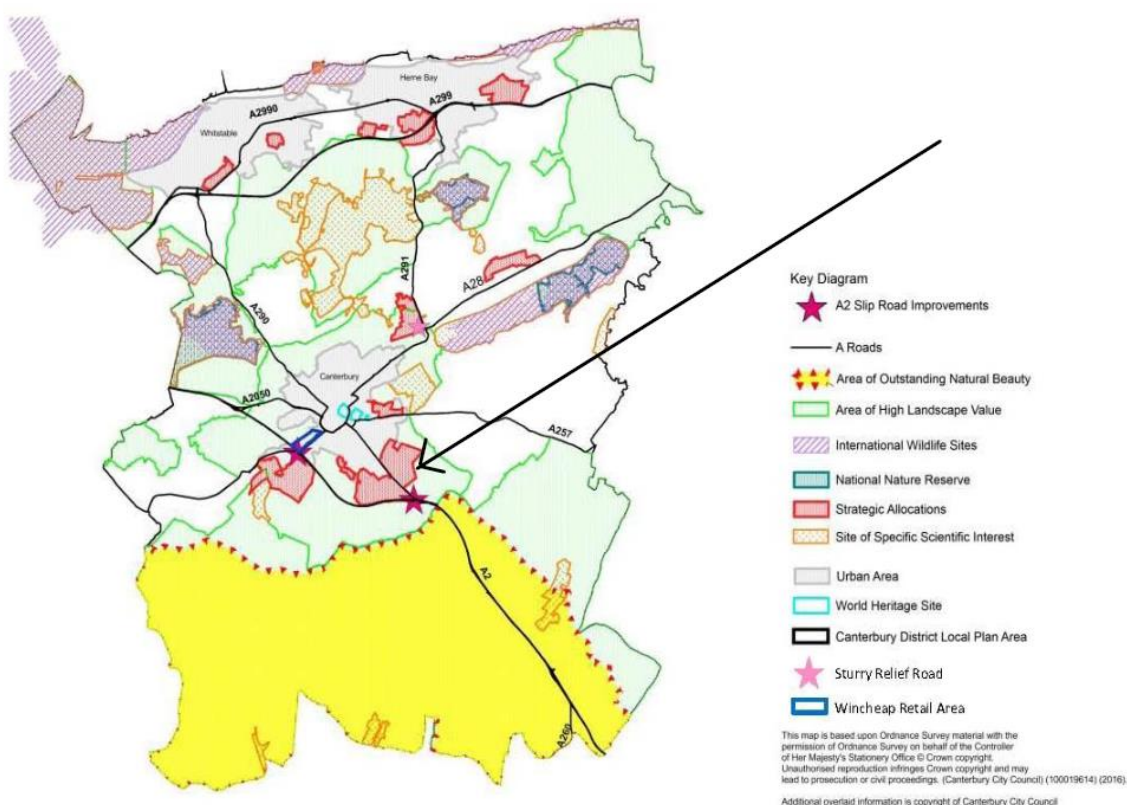 Herne Bay
A299
A2990
Whitstable
A291
A28
A290
Canterbury
A2050
A257
A2
A260
Key Diagram
A2 Slip Road Improvements
A Roads
Area of Outstanding Natural Beauty
Area of High Landscape Value
International Wildlife Sites
National Nature Reserve
Strategic Allocations
Site of Specific Scientific Interest
Urban Area
World Heritage Site
Canterbury District Local Plan Area
Sturry Relief Road
Wincheap Retail Area
This map is based upon Ordnance Survey material with the
permission of Ordnance Survey on behalf of the Controller
of Her Majesty's Stationery Office © Crown copyright.
Unauthorised reproduction infringes Crown copyright and may
lead to prosecution or civil proceedings. (Canterbury City Council) (100019614) (2016).
Additional overlaid information is copyright of Canterbury City Council